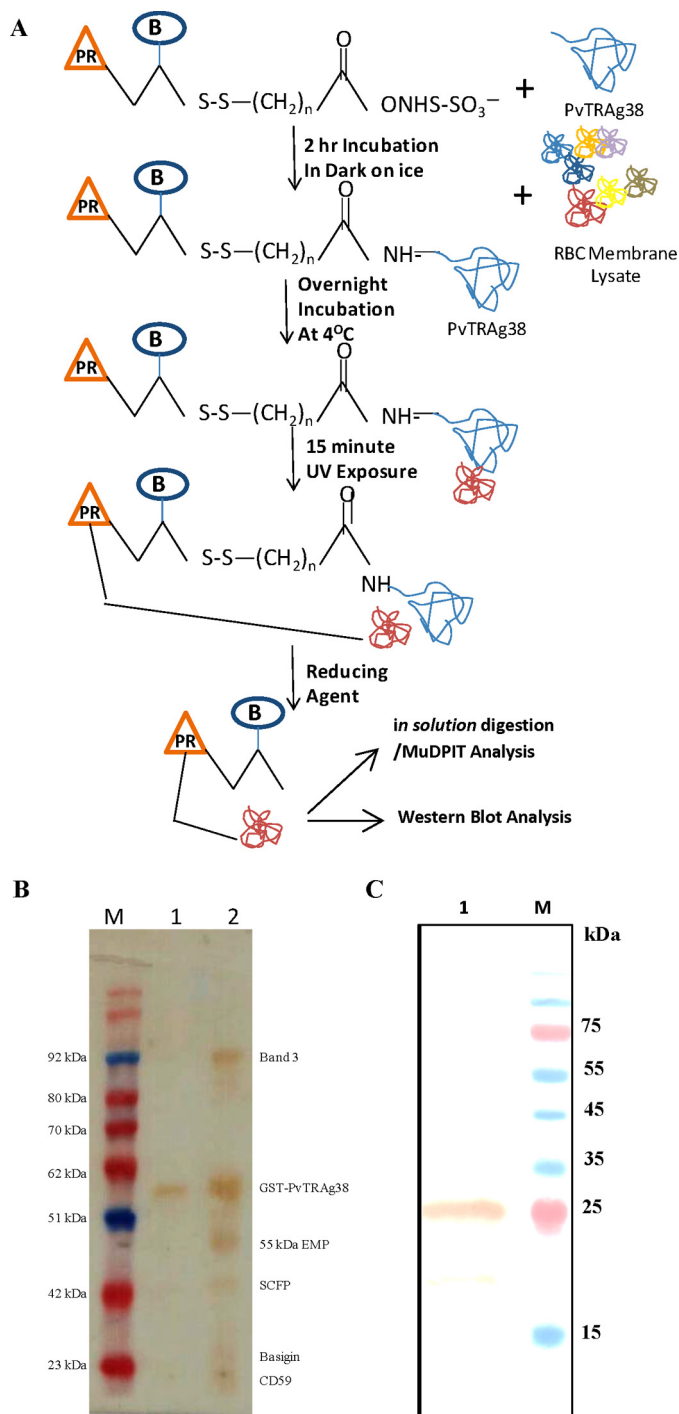 A
PR
B
S-S—(CH2)n
O
ONHS-SO3−
+
PvTRAg38
2 hr Incubation
In Dark on ice
+
RBC Membrane
Lysate
PR
B
S-S—(CH2)n
O
NH-
PvTRAg38
Overnight
Incubation
At 4OC
PR
B
S-S—(CH2)n
O
NH-
15 minute
UV Exposure
PR
B
S-S—(CH2)n
O
NH
Reducing
Agent
PR
B
in solution digestion
/MuDPIT Analysis
Western Blot Analysis
B
M 1 2
92 kDa
80 kDa
70 kDa
62 kDa
51 kDa
42 kDa
23 kDa
Band 3
GST-PvTRAg38
55 kDa EMP
SCFP
Basigin
CD59
C
1 M
kDa
75
55
45
35
25
15